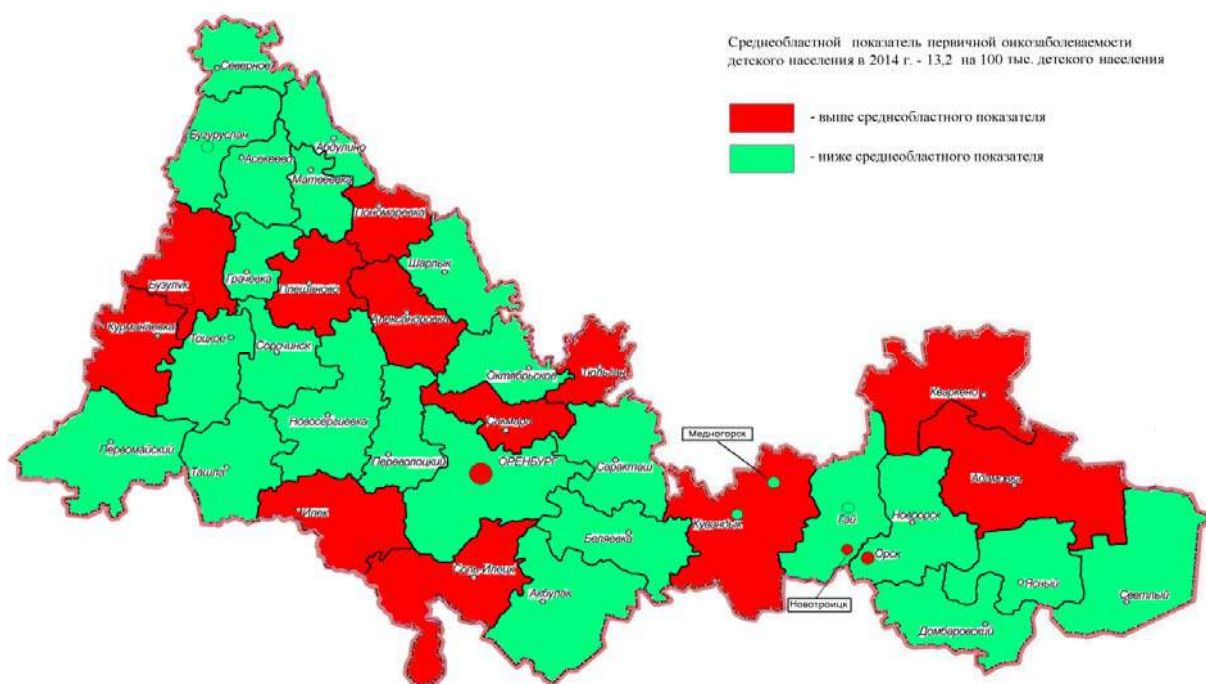 Среднеобластной показатель первичной онкозаболеваемости
детского населения в 2014 г. - 13,2 на 100 тыс. детского населения
- выше среднеобластного показателя
- ниже среднеобластного показателя
Северное
Бугуруслан
Абдулино
Асекеево
Матвеевка
Пономаревка
Шарлык
Грачевка
Бузулук
Плешаново
Александровка
Курманаевка
Тоцкое
Сорочинск
Октябрьское
Тюльган
Кваркено
Новосергиевка
Сакмара
Медногорск
Первомайский
Ташла
Переволоцкий
ОРЕНБУРГ
Саракташ
Адамовка
Илек
Кувандык
Гай
Новоорск
Беляевка
Соль-Илецк
Орск
Акбулак
Новотроицк
Ясный
Светлый
Домбаровский